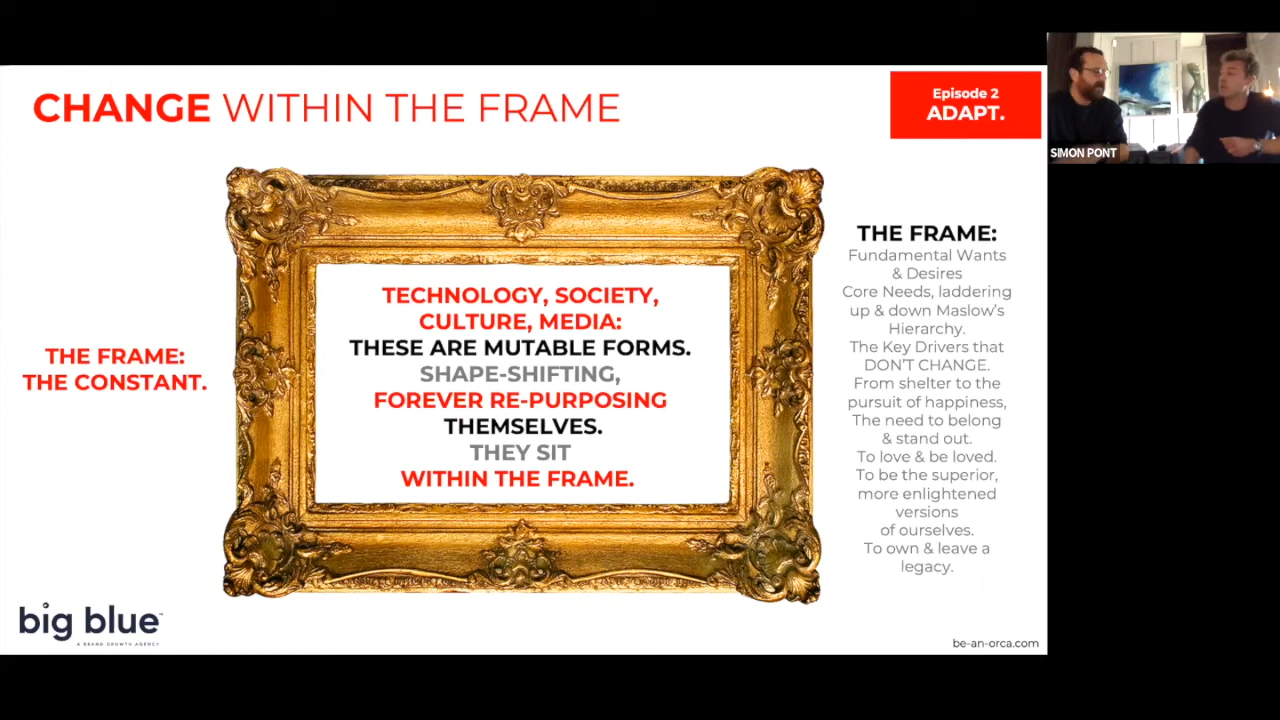 CHANGE WITHIN THE FRAME
Episode 2
ADAPT.
SIMON PONT
THE FRAME:
THE CONSTANT.
TECHNOLOGY, SOCIETY,
CULTURE, MEDIA:
THESE ARE MUTABLE FORMS.
SHAPE-SHIFTING,
FOREVER RE-PURPOSING
THEMSELVES.
THEY SIT
WITHIN THE FRAME.
THE FRAME:
Fundamental Wants
& Desires
Core Needs, laddering
up & down Maslow's
Hierarchy.
The Key Drivers that
DON'T CHANGE.
From shelter to the
pursuit of happiness,
The need to belong
& stand out.
To love & be loved.
To be the superior,
more enlightened
versions
of ourselves.
To own & leave a
legacy.
big blue™
A BRAND GROWTH AGENCY
be-an-orca.com